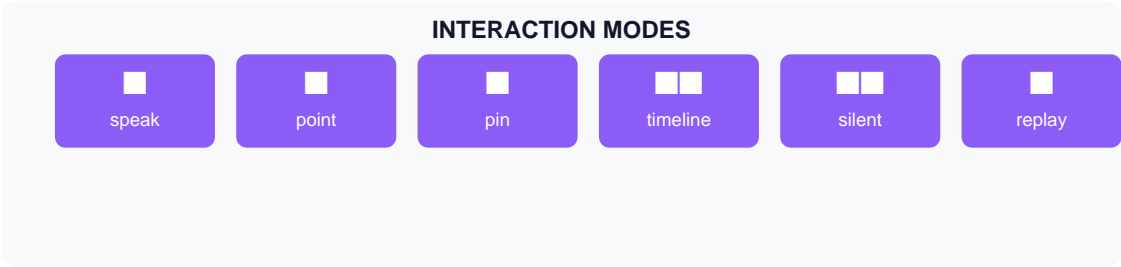 INTERACTION MODES
speak point pin timeline silent replay